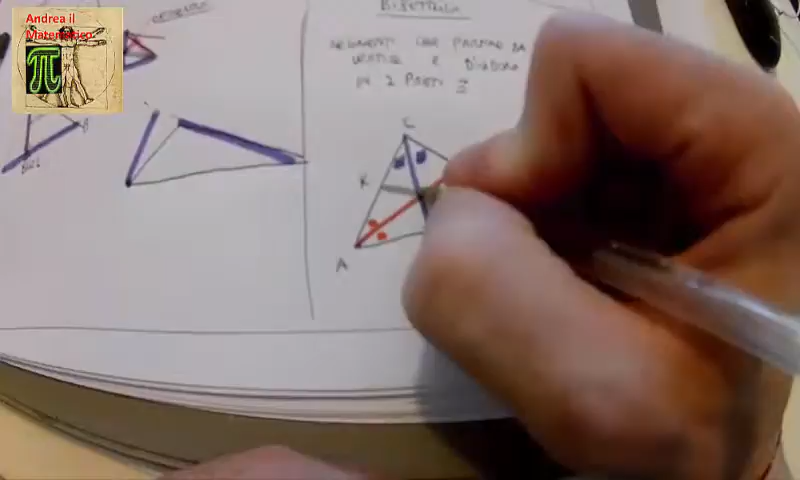 Andrea il
Matematico
BISETTRICE
SEGMENTI CHE PARTONO DA
VERTICE E DIVIDONO
IN 2 PARTI
C
K
A
B